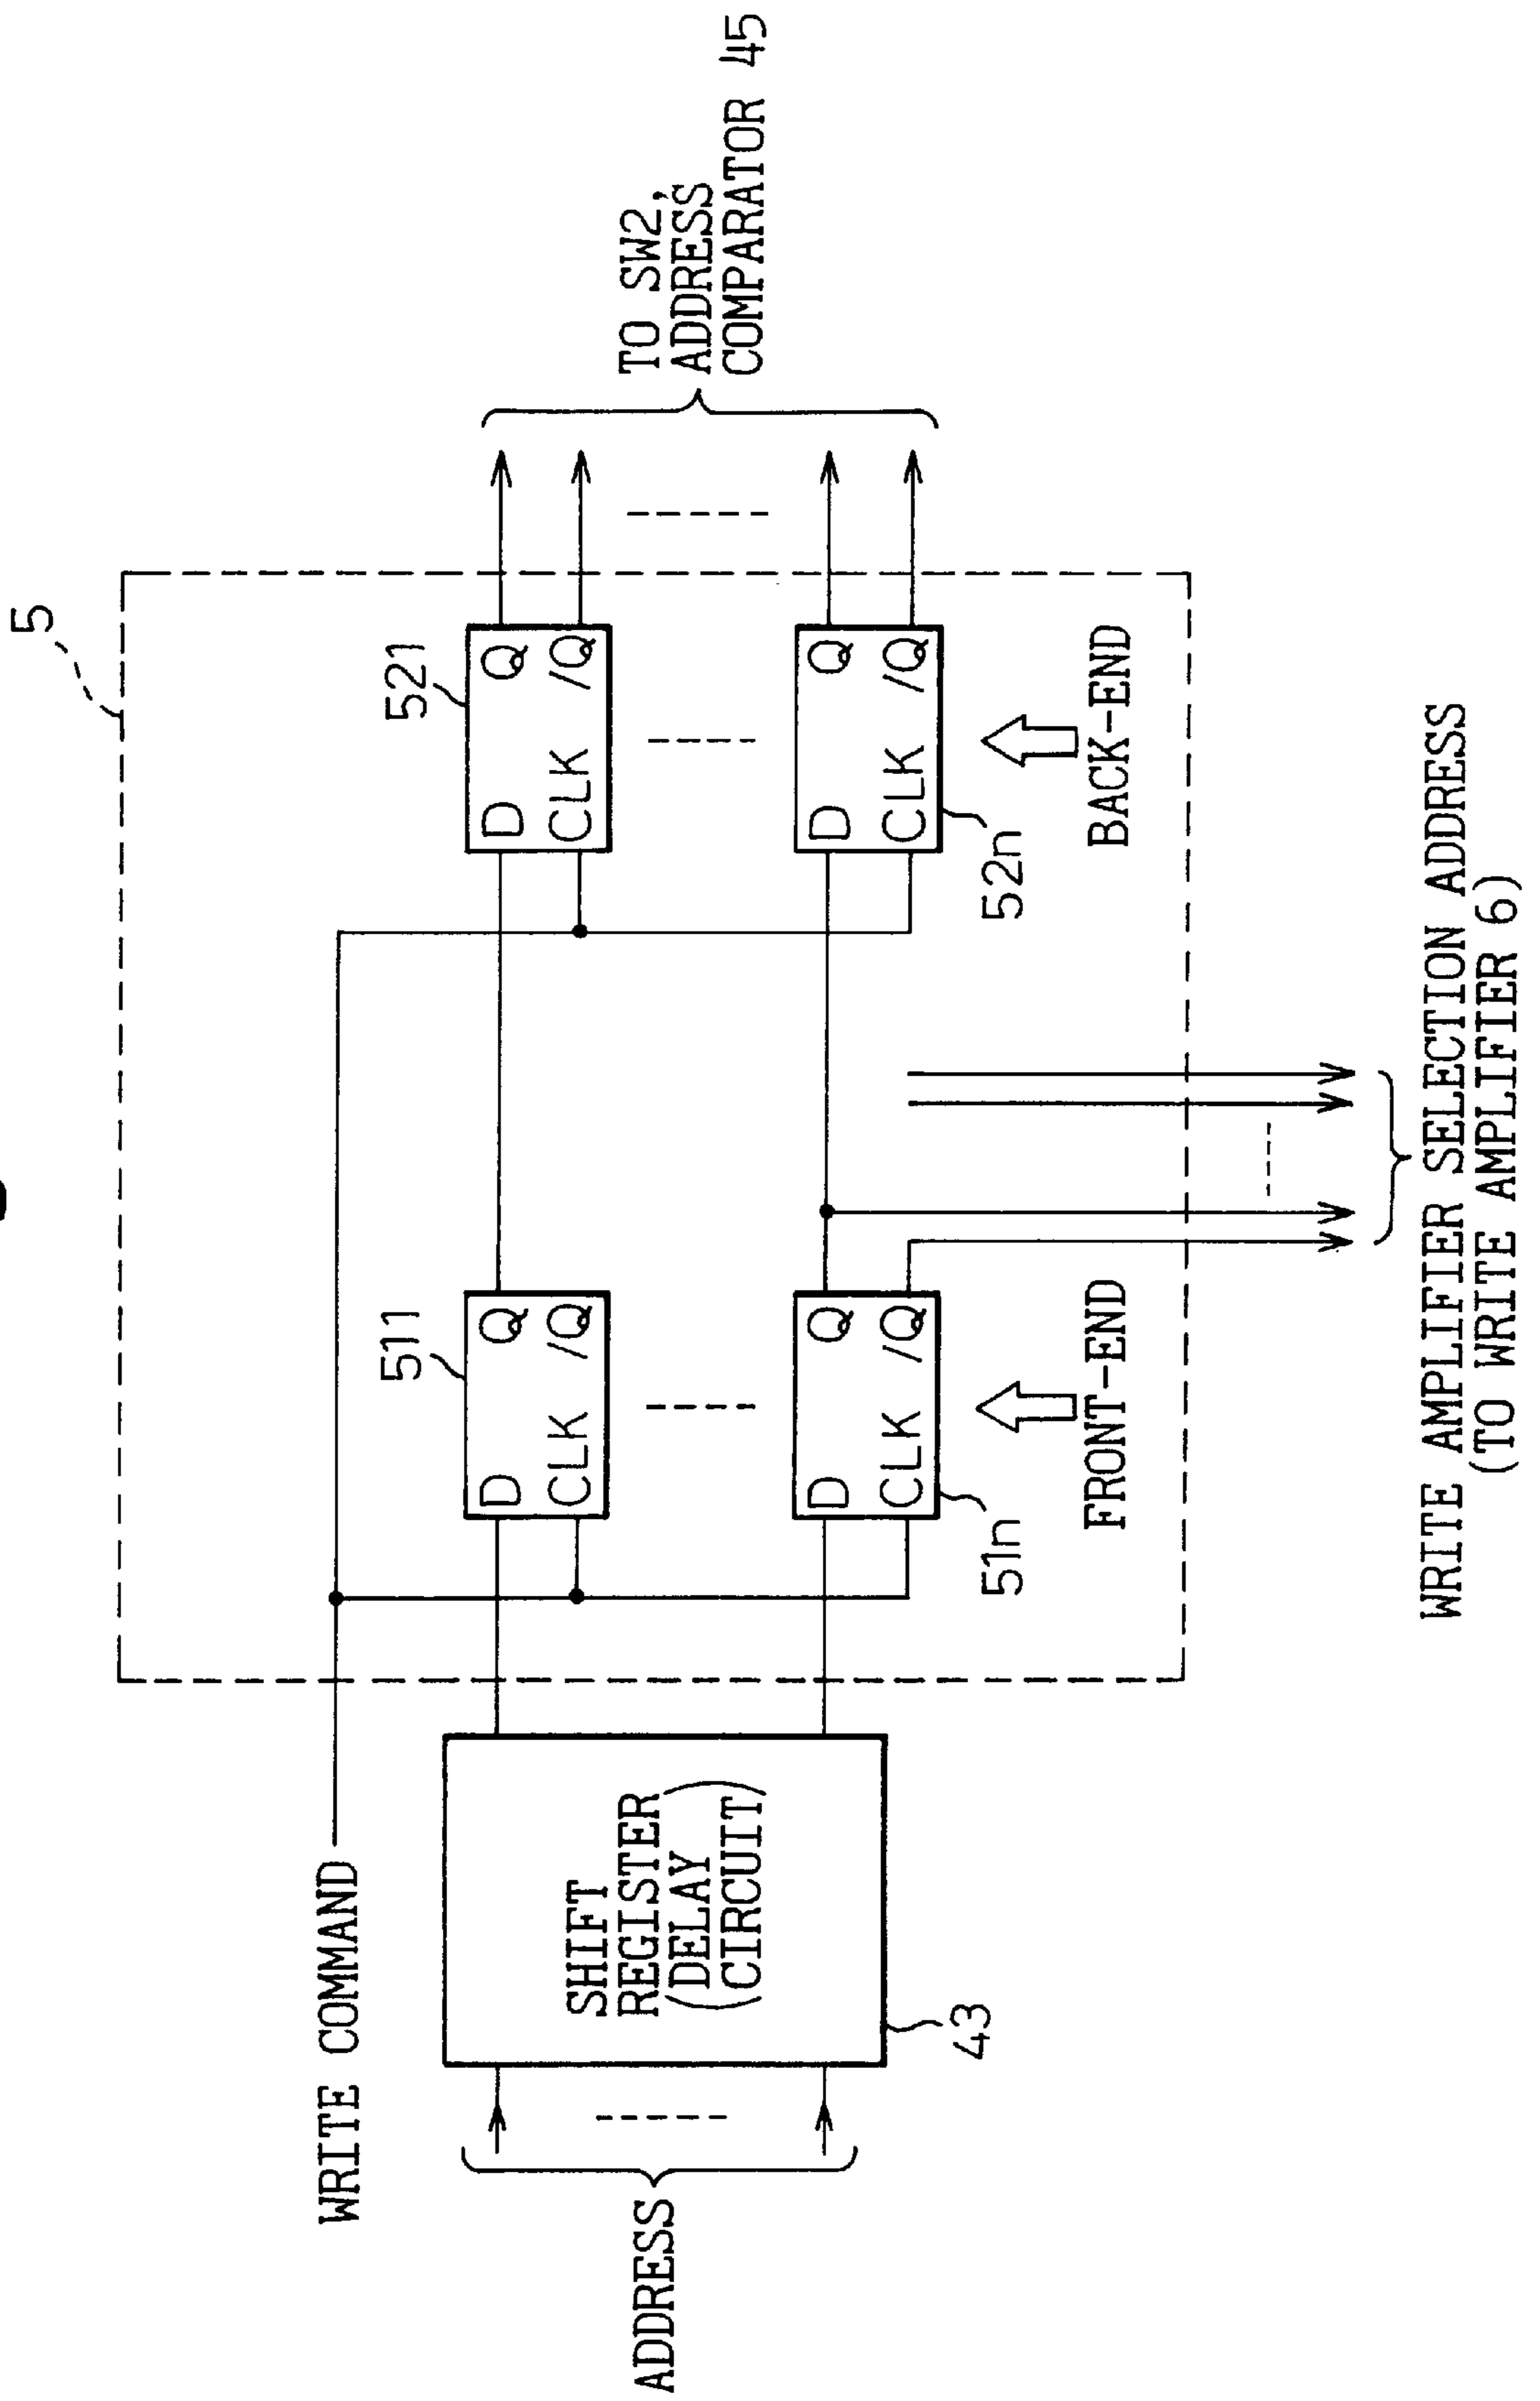 5
WRITE COMMAND
ADDRESS
SHIFT
REGISTER
(DELAY
CIRCUIT)
43
511
D Q
CLK /Q
D Q
CLK /Q
51n
FRONT-END
521
D Q
CLK /Q
D Q
CLK /Q
52n
BACK-END
TO SW2,
ADDRESS
COMPARATOR 45
WRITE AMPLIFIER SELECTION ADDRESS
(TO WRITE AMPLIFIER 6)